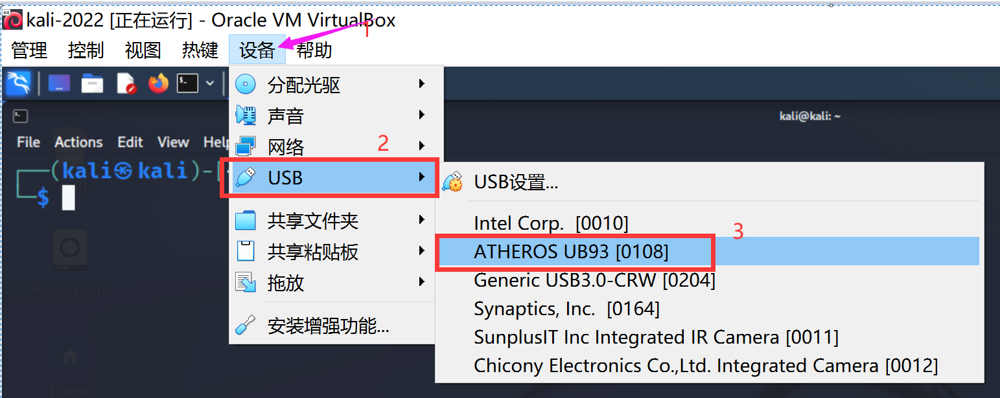 64
kali-2022 [正在运行] - Oracle VM VirtualBox
1
管理 控制 视图 热键 设备 帮助
分配光驱
声音
kali@kali: ~
File Actions Edit View Help
网络
2
(kali㉿kali)-[~
USB
USB设置...
$
共享文件夹
Intel Corp. [0010]
3
共享粘贴板
ATHEROS UB93 [0108]
拖放
Generic USB3.0-CRW [0204]
File System
Synaptics, Inc. [0164]
安装增强功能...
SunplusIT Inc Integrated IR Camera [0011]
Chicony Electronics Co.,Ltd. Integrated Camera [0012]
Home